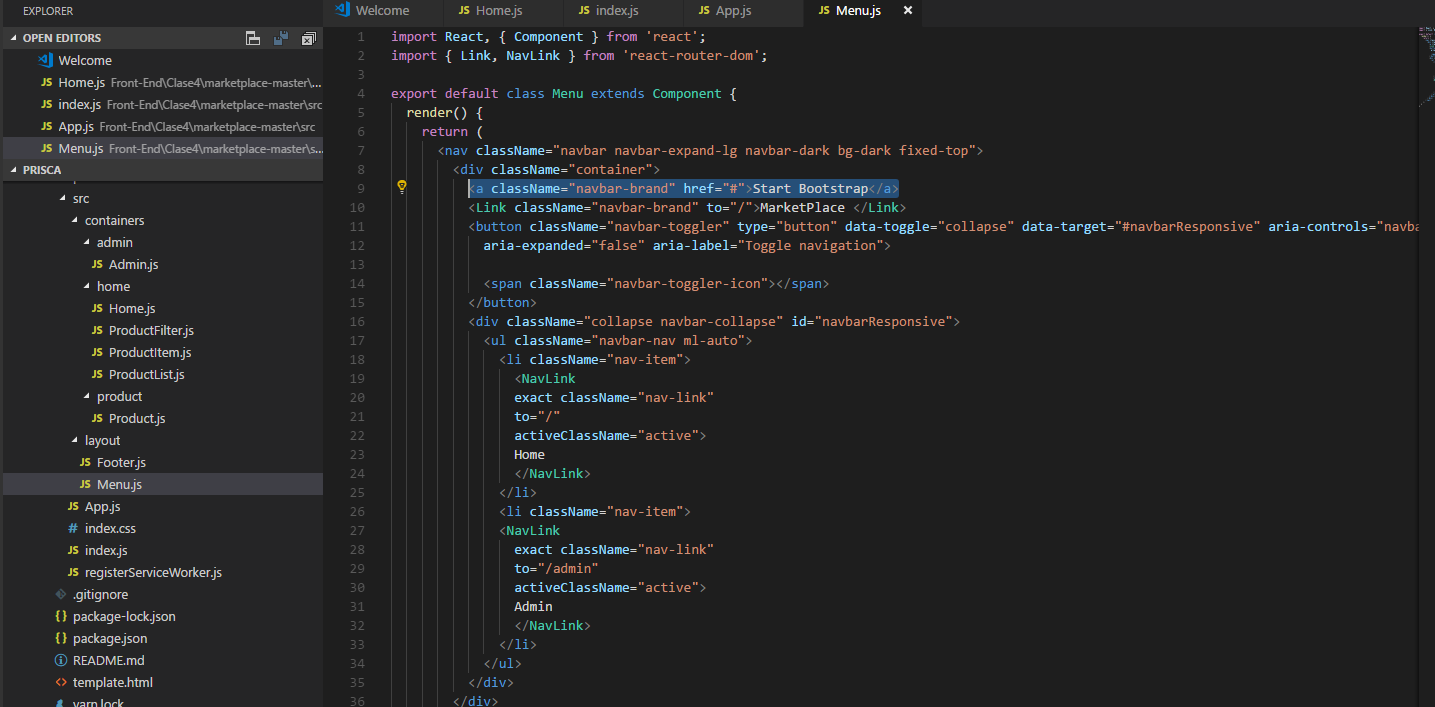 EXPLORER
OPEN EDITORS
Welcome
JS Home.js Front-End\Clase4\marketplace-master\...
JS index.js Front-End\Clase4\marketplace-master\src
JS App.js Front-End\Clase4\marketplace-master\src
JS Menu.js Front-End\Clase4\marketplace-master\s...
PRISCA
src
containers
admin
JS Admin.js
home
JS Home.js
JS ProductFilter.js
JS ProductItem.js
JS ProductList.js
product
JS Product.js
layout
JS Footer.js
JS Menu.js
JS App.js
# index.css
JS index.js
JS registerServiceWorker.js
.gitignore
{} package-lock.json
{} package.json
README.md
<> template.html
yarn.lock
Welcome JS Home.js JS index.js JS App.js JS Menu.js ×
1 import React, { Component } from 'react';
2 import { Link, NavLink } from 'react-router-dom';
3
4 export default class Menu extends Component {
5 render() {
6 return (
7 <nav className="navbar navbar-expand-lg navbar-dark bg-dark fixed-top">
8 <div className="container">
9 <a className="navbar-brand" href="#">Start Bootstrap</a>
10 <Link className="navbar-brand" to="/">MarketPlace </Link>
11 <button className="navbar-toggler" type="button" data-toggle="collapse" data-target="#navbarResponsive" aria-controls="navba
12 aria-expanded="false" aria-label="Toggle navigation">
13
14 <span className="navbar-toggler-icon"></span>
15 </button>
16 <div className="collapse navbar-collapse" id="navbarResponsive">
17 <ul className="navbar-nav ml-auto">
18 <li className="nav-item">
19 <NavLink
20 exact className="nav-link"
21 to="/"
22 activeClassName="active">
23 Home
24 </NavLink>
25 </li>
26 <li className="nav-item">
27 <NavLink
28 exact className="nav-link"
29 to="/admin"
30 activeClassName="active">
31 Admin
32 </NavLink>
33 </li>
34 </ul>
35 </div>
36 </div>